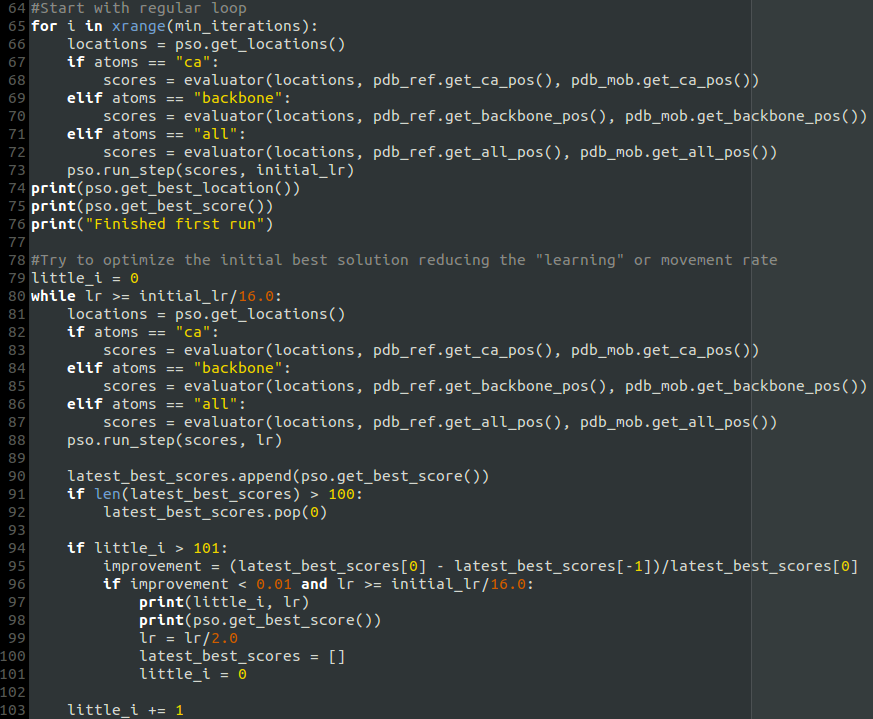 64 #Start with regular loop
65 for i in xrange(min_iterations):
66     locations = pso.get_locations()
67     if atoms == "ca":
68         scores = evaluator(locations, pdb_ref.get_ca_pos(), pdb_mob.get_ca_pos())
69     elif atoms == "backbone":
70         scores = evaluator(locations, pdb_ref.get_backbone_pos(), pdb_mob.get_backbone_pos())
71     elif atoms == "all":
72         scores = evaluator(locations, pdb_ref.get_all_pos(), pdb_mob.get_all_pos())
73     pso.run_step(scores, initial_lr)
74 print(pso.get_best_location())
75 print(pso.get_best_score())
76 print("Finished first run")
77
78 #Try to optimize the initial best solution reducing the "learning" or movement rate
79 little_i = 0
80 while lr >= initial_lr/16.0:
81     locations = pso.get_locations()
82     if atoms == "ca":
83         scores = evaluator(locations, pdb_ref.get_ca_pos(), pdb_mob.get_ca_pos())
84     elif atoms == "backbone":
85         scores = evaluator(locations, pdb_ref.get_backbone_pos(), pdb_mob.get_backbone_pos())
86     elif atoms == "all":
87         scores = evaluator(locations, pdb_ref.get_all_pos(), pdb_mob.get_all_pos())
88     pso.run_step(scores, lr)
89
90     latest_best_scores.append(pso.get_best_score())
91     if len(latest_best_scores) > 100:
92         latest_best_scores.pop(0)
93
94     if little_i > 101:
95         improvement = (latest_best_scores[0] - latest_best_scores[-1])/latest_best_scores[0]
96         if improvement < 0.01 and lr >= initial_lr/16.0:
97             print(little_i, lr)
98             print(pso.get_best_score())
99             lr = lr/2.0
100             latest_best_scores = []
101             little_i = 0
102
103     little_i += 1